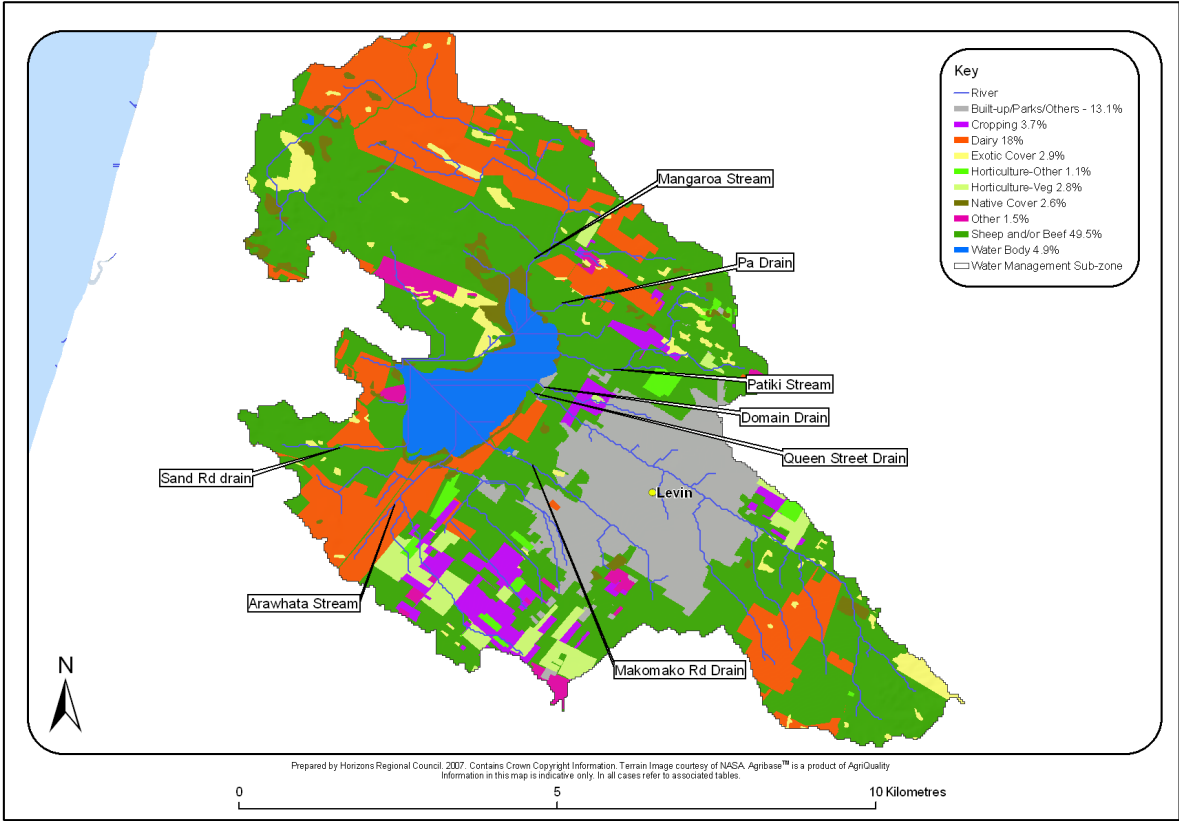 Key
River
Built-up/Parks/Others - 13.1%
Cropping 3.7%
Dairy 18%
Exotic Cover 2.9%
Horticulture-Other 1.1%
Horticulture-Veg 2.8%
Native Cover 2.6%
Other 1.5%
Sheep and/or Beef 49.5%
Water Body 4.9%
Water Management Sub-zone
Mangaroa Stream
Pa Drain
Patiki Stream
Domain Drain
Queen Street Drain
Sand Rd drain
Levin
Arawhata Stream
Makomako Rd Drain
N
Prepared by Horizons Regional Council. 2007. Contains Crown Copyright Information. Terrain Image courtesy of NASA. Agribase™ is a product of AgriQuality
Information in this map is indicative only. In all cases refer to associated tables.
0 5 10 Kilometres